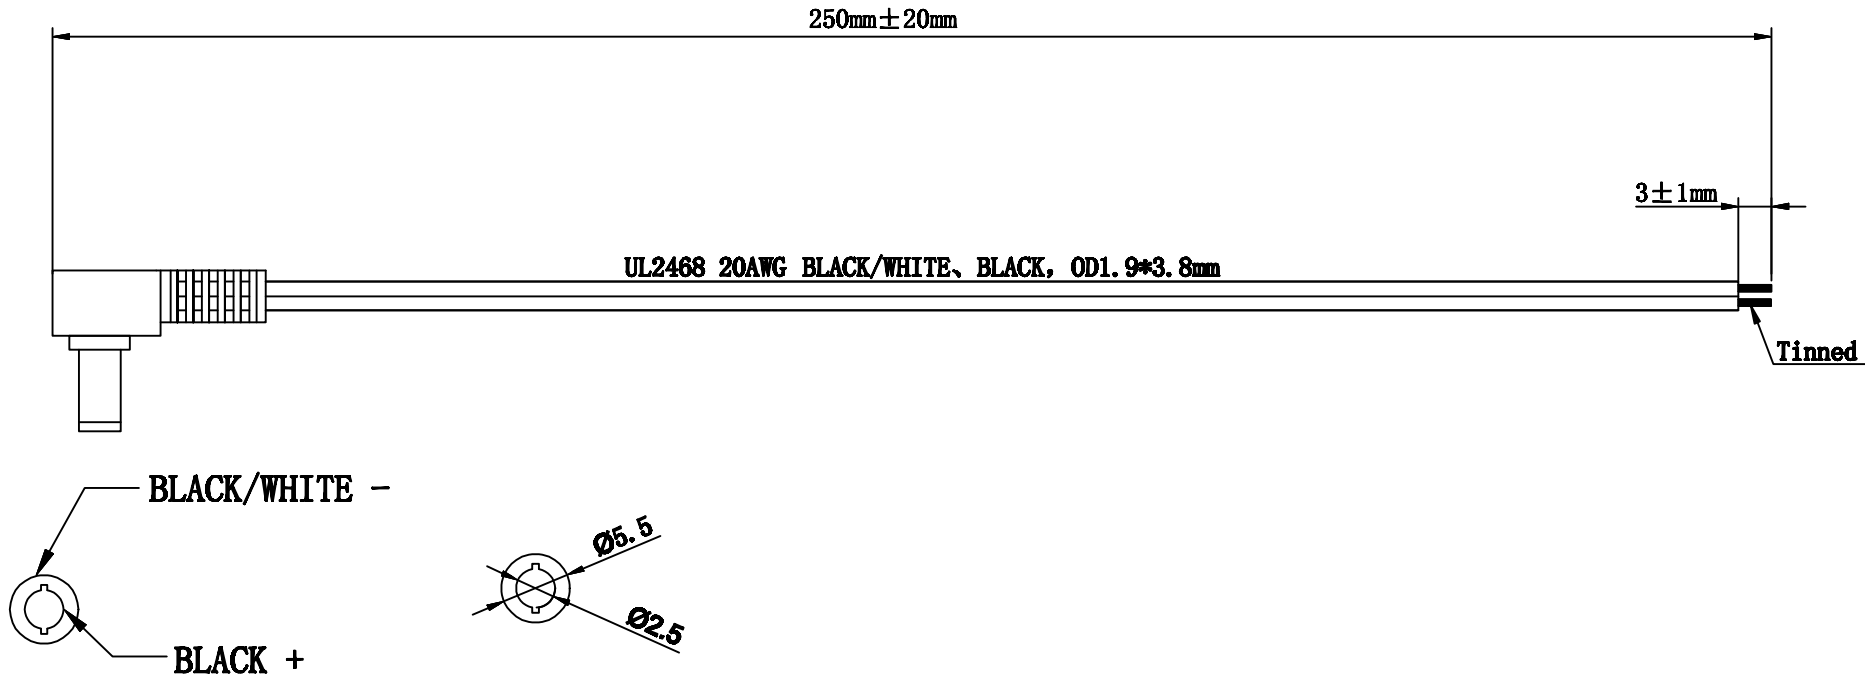 250mm±20mm
3±1mm
UL2468 20AWG BLACK/WHITE、BLACK, OD1.9*3.8mm
Tinned
BLACK/WHITE -
Ø5.5
Ø2.5
BLACK +